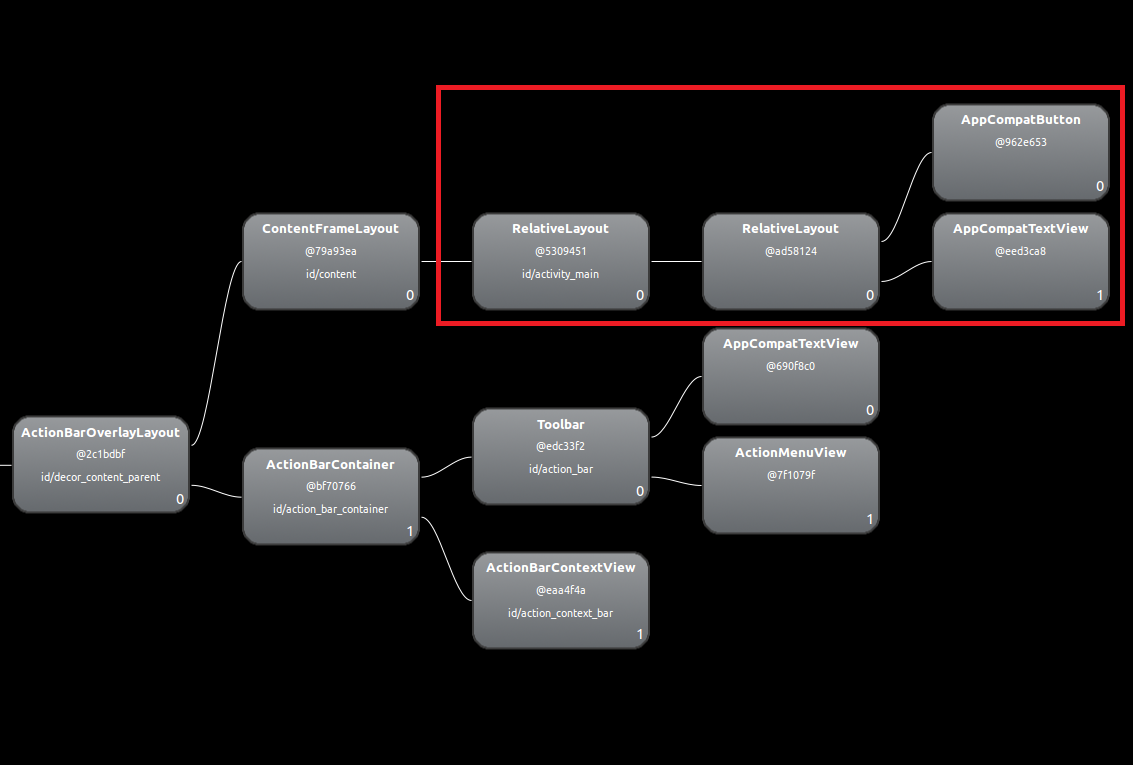 AppCompatButton
@962e653
0
ContentFrameLayout
@79a93ea
id/content
0
RelativeLayout
@5309451
id/activity_main
0
RelativeLayout
@ad58124
0
AppCompatTextView
@eed3ca8
1
AppCompatTextView
@690f8c0
0
ActionBarOverlayLayout
@2c1bdbf
id/decor_content_parent
0
ActionBarContainer
@bf70766
id/action_bar_container
1
Toolbar
@edc33f2
id/action_bar
0
ActionMenuView
@7f1079f
1
ActionBarContextView
@eaa4f4a
id/action_context_bar
1